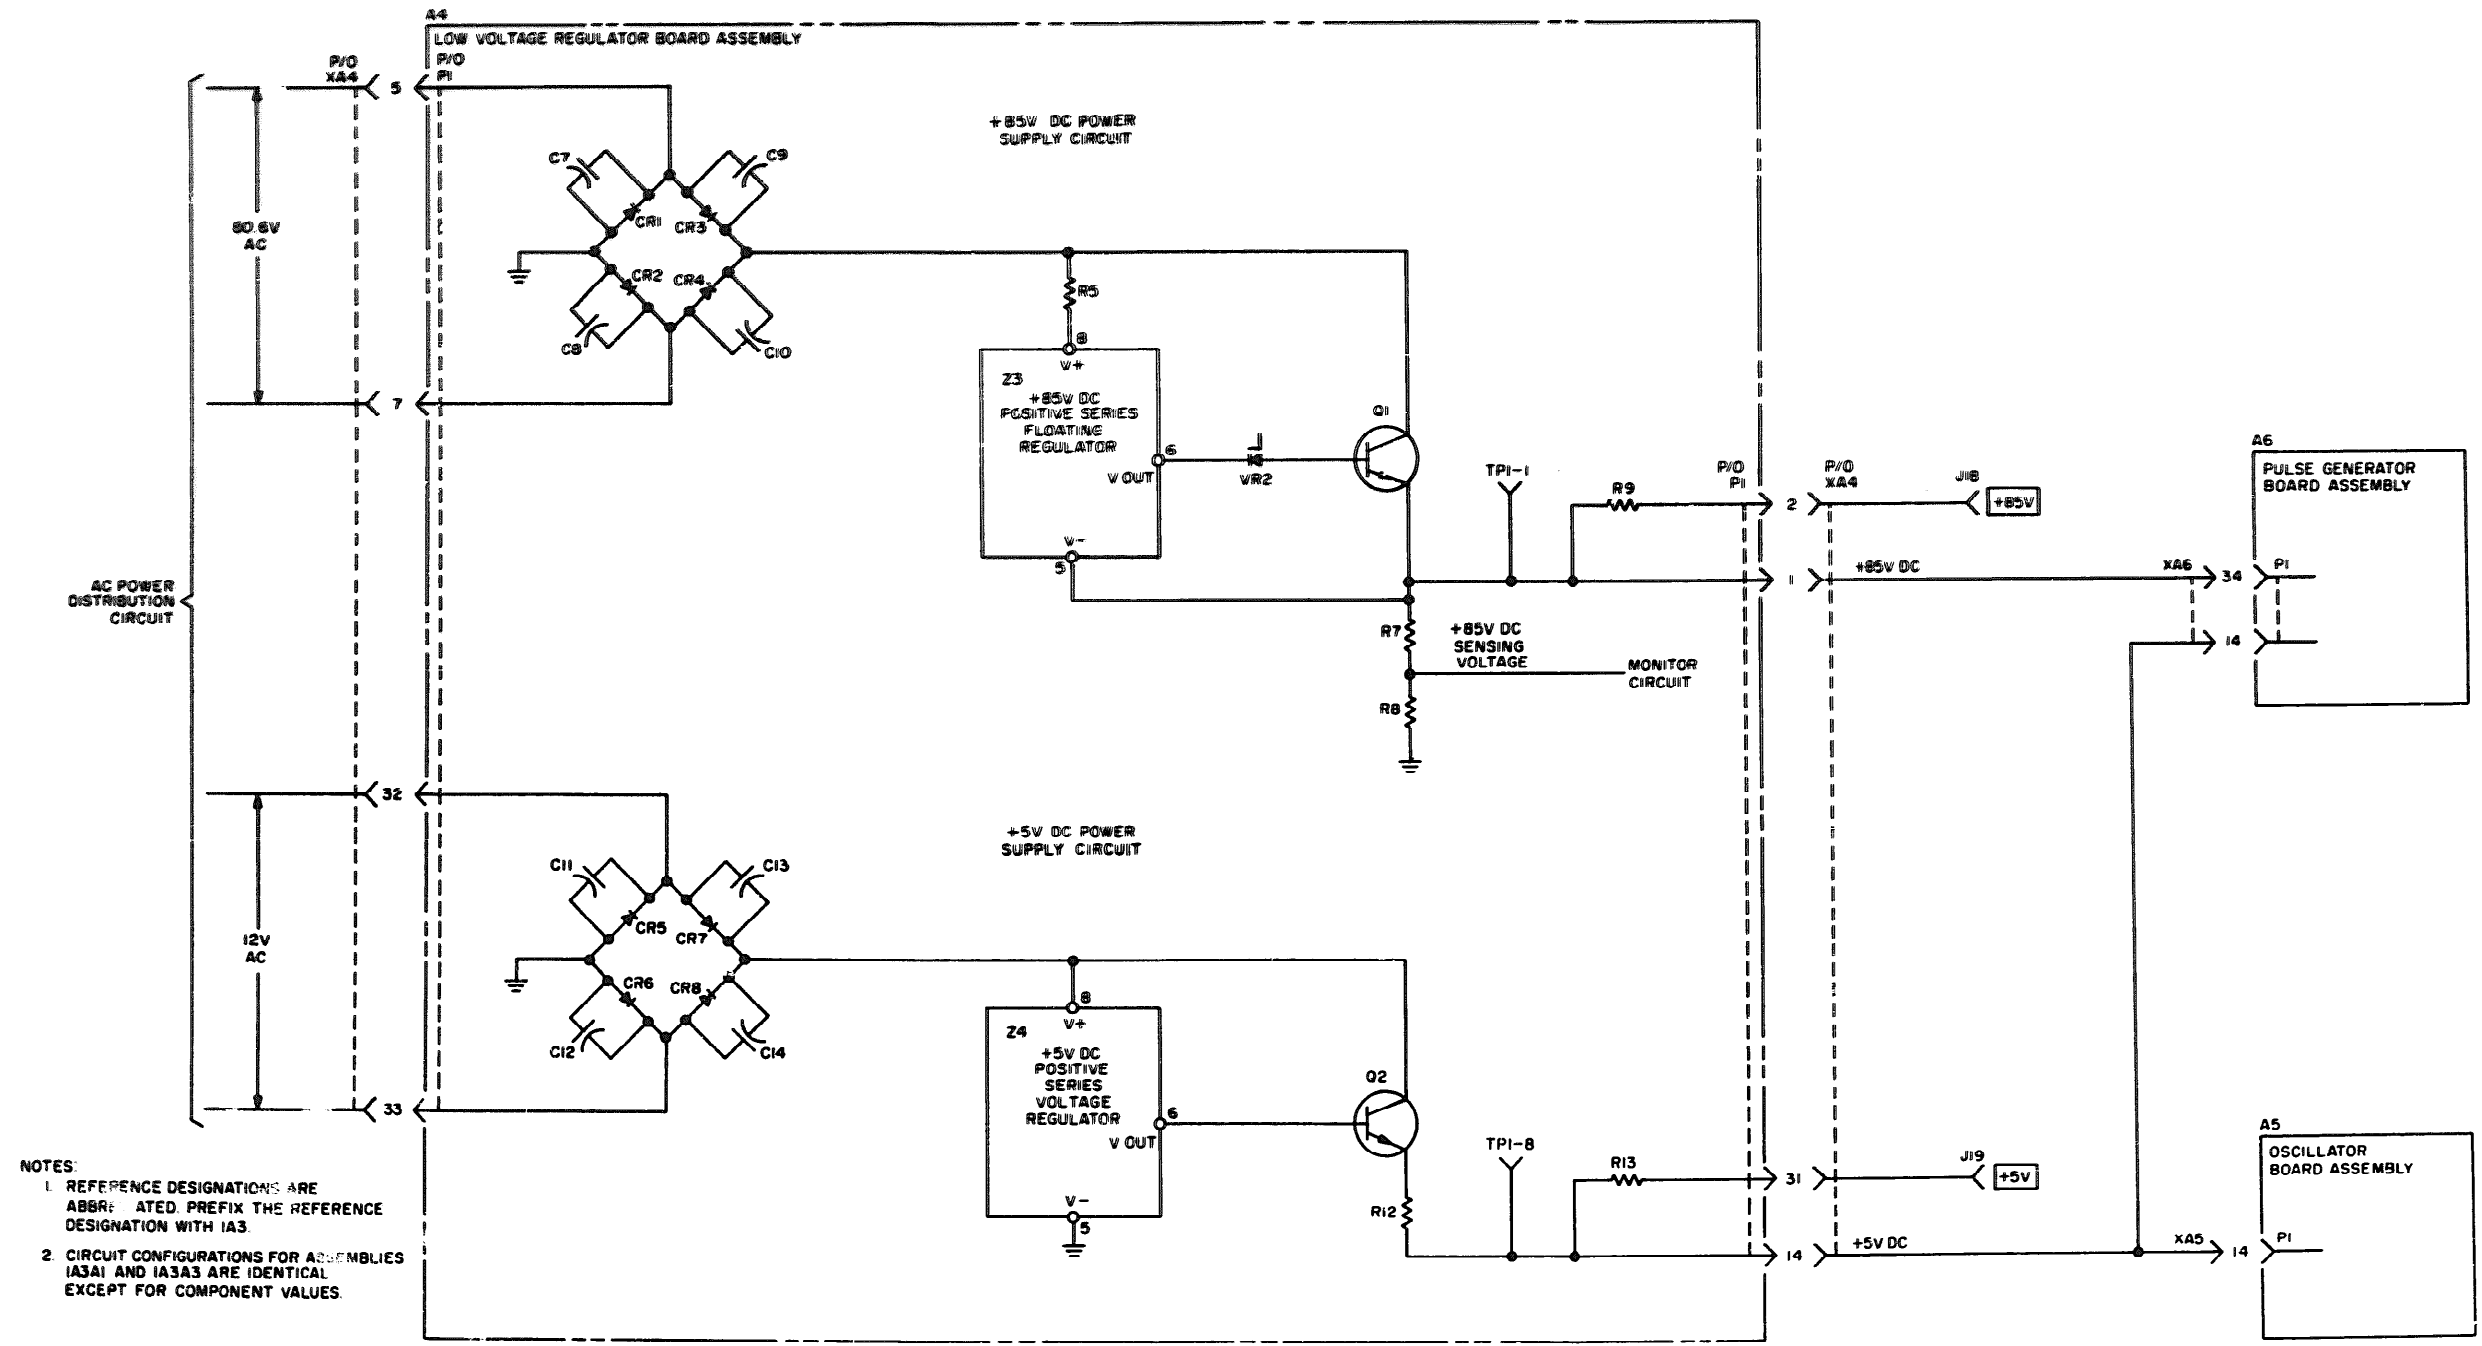 A4
LOW VOLTAGE REGULATOR BOARD ASSEMBLY
P/O
XA4
P/O
P1
5
80.6V
AC
7
C7
C9
CR1
CR3
CR2
CR4
C8
C10
+85V DC POWER
SUPPLY CIRCUIT
R5
8
V+
Z3
+85V DC
POSITIVE SERIES
FLOATING
REGULATOR
6
V OUT
V-
5
VR2
Q1
TP1-1
R9
P/O
P1
2
P/O
XA4
J18
+85V
1
+85V DC
XA6
34
P1
14
A6
PULSE GENERATOR
BOARD ASSEMBLY
R7
+85V DC
SENSING
VOLTAGE
MONITOR
CIRCUIT
R8
AC POWER
DISTRIBUTION
CIRCUIT
32
12V
AC
33
C11
C13
CR5
CR7
CR6
CR8
C12
C14
+5V DC POWER
SUPPLY CIRCUIT
8
V+
Z4
+5V DC
POSITIVE
SERIES
VOLTAGE
REGULATOR
6
V OUT
V-
5
Q2
R12
TP1-8
R13
31
J19
+5V
14
+5V DC
XA5
14
P1
A5
OSCILLATOR
BOARD ASSEMBLY
NOTES:
1. REFERENCE DESIGNATIONS ARE
PREFIX THE REFERENCE
DESIGNATION WITH 1A3.
2. CIRCUIT CONFIGURATIONS FOR ASSEMBLIES
1A3A1 AND 1A3A3 ARE IDENTICAL
EXCEPT FOR COMPONENT VALUES.